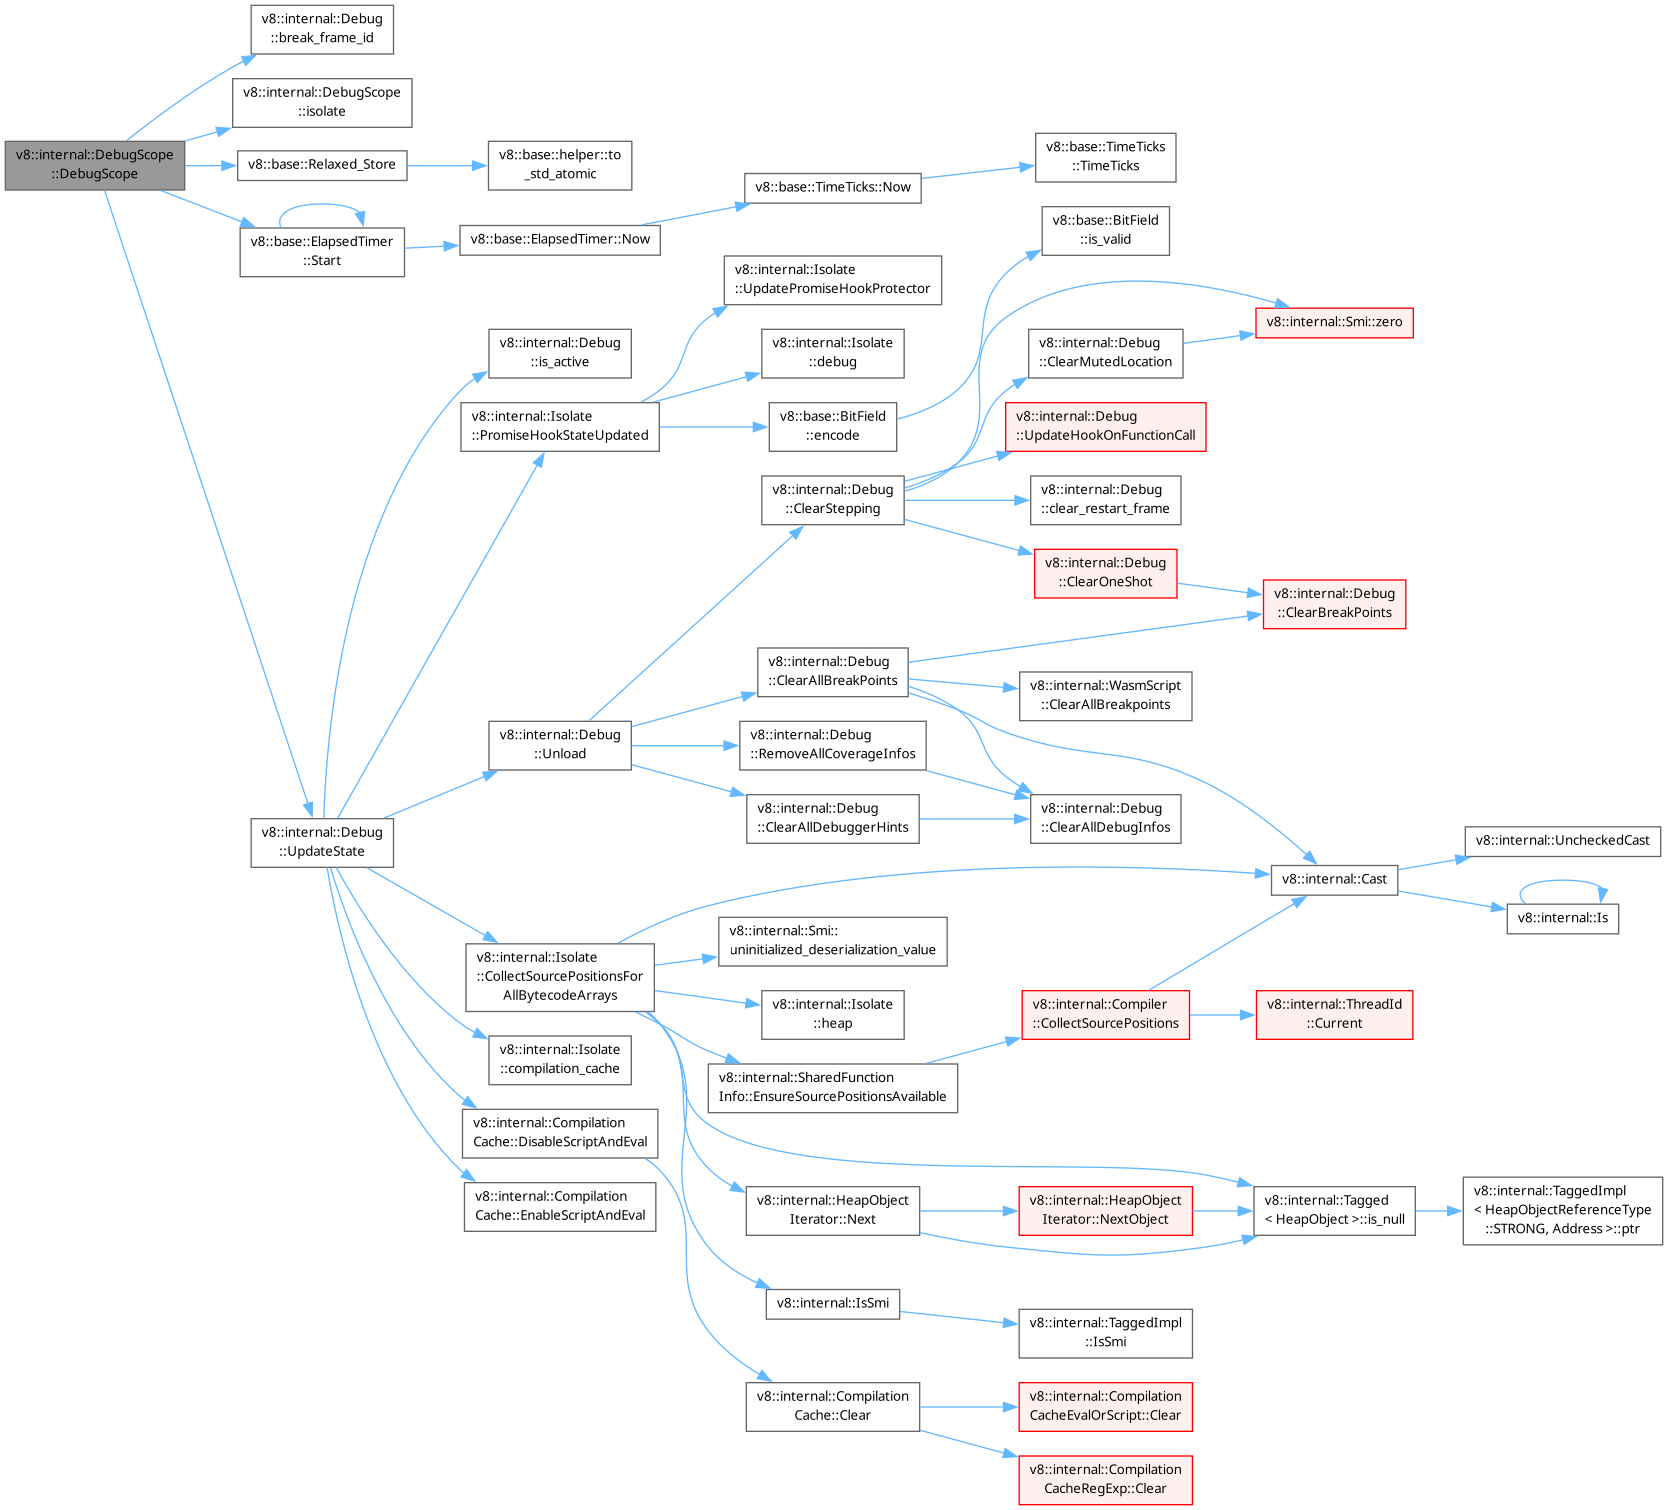 v8::internal::Debug
::break_frame_id
v8::internal::DebugScope
::isolate
v8::internal::DebugScope
::DebugScope
v8::base::Relaxed_Store
v8::base::helper::to
_std_atomic
v8::base::TimeTicks
::TimeTicks
v8::base::TimeTicks::Now
v8::base::ElapsedTimer
::Start
v8::base::ElapsedTimer::Now
v8::base::BitField
::is_valid
v8::internal::Isolate
::UpdatePromiseHookProtector
v8::internal::Smi::zero
v8::internal::Debug
::is_active
v8::internal::Isolate
::debug
v8::internal::Debug
::ClearMutedLocation
v8::internal::Isolate
::PromiseHookStateUpdated
v8::base::BitField
::encode
v8::internal::Debug
::UpdateHookOnFunctionCall
v8::internal::Debug
::ClearStepping
v8::internal::Debug
::clear_restart_frame
v8::internal::Debug
::ClearOneShot
v8::internal::Debug
::ClearBreakPoints
v8::internal::Debug
::ClearAllBreakPoints
v8::internal::WasmScript
::ClearAllBreakpoints
v8::internal::Debug
::Unload
v8::internal::Debug
::RemoveAllCoverageInfos
v8::internal::Debug
::ClearAllDebuggerHints
v8::internal::Debug
::ClearAllDebugInfos
v8::internal::Debug
::UpdateState
v8::internal::UncheckedCast
v8::internal::Cast
v8::internal::Is
v8::internal::Smi::
uninitialized_deserialization_value
v8::internal::Isolate
::CollectSourcePositionsFor
AllBytecodeArrays
v8::internal::Isolate
::heap
v8::internal::Compiler
::CollectSourcePositions
v8::internal::ThreadId
::Current
v8::internal::Isolate
::compilation_cache
v8::internal::SharedFunction
Info::EnsureSourcePositionsAvailable
v8::internal::Compilation
Cache::DisableScriptAndEval
v8::internal::Compilation
Cache::EnableScriptAndEval
v8::internal::HeapObject
Iterator::Next
v8::internal::HeapObject
Iterator::NextObject
v8::internal::Tagged
< HeapObject >::is_null
v8::internal::TaggedImpl
< HeapObjectReferenceType
::STRONG, Address >::ptr
v8::internal::IsSmi
v8::internal::TaggedImpl
::IsSmi
v8::internal::Compilation
Cache::Clear
v8::internal::Compilation
CacheEvalOrScript::Clear
v8::internal::Compilation
CacheRegExp::Clear